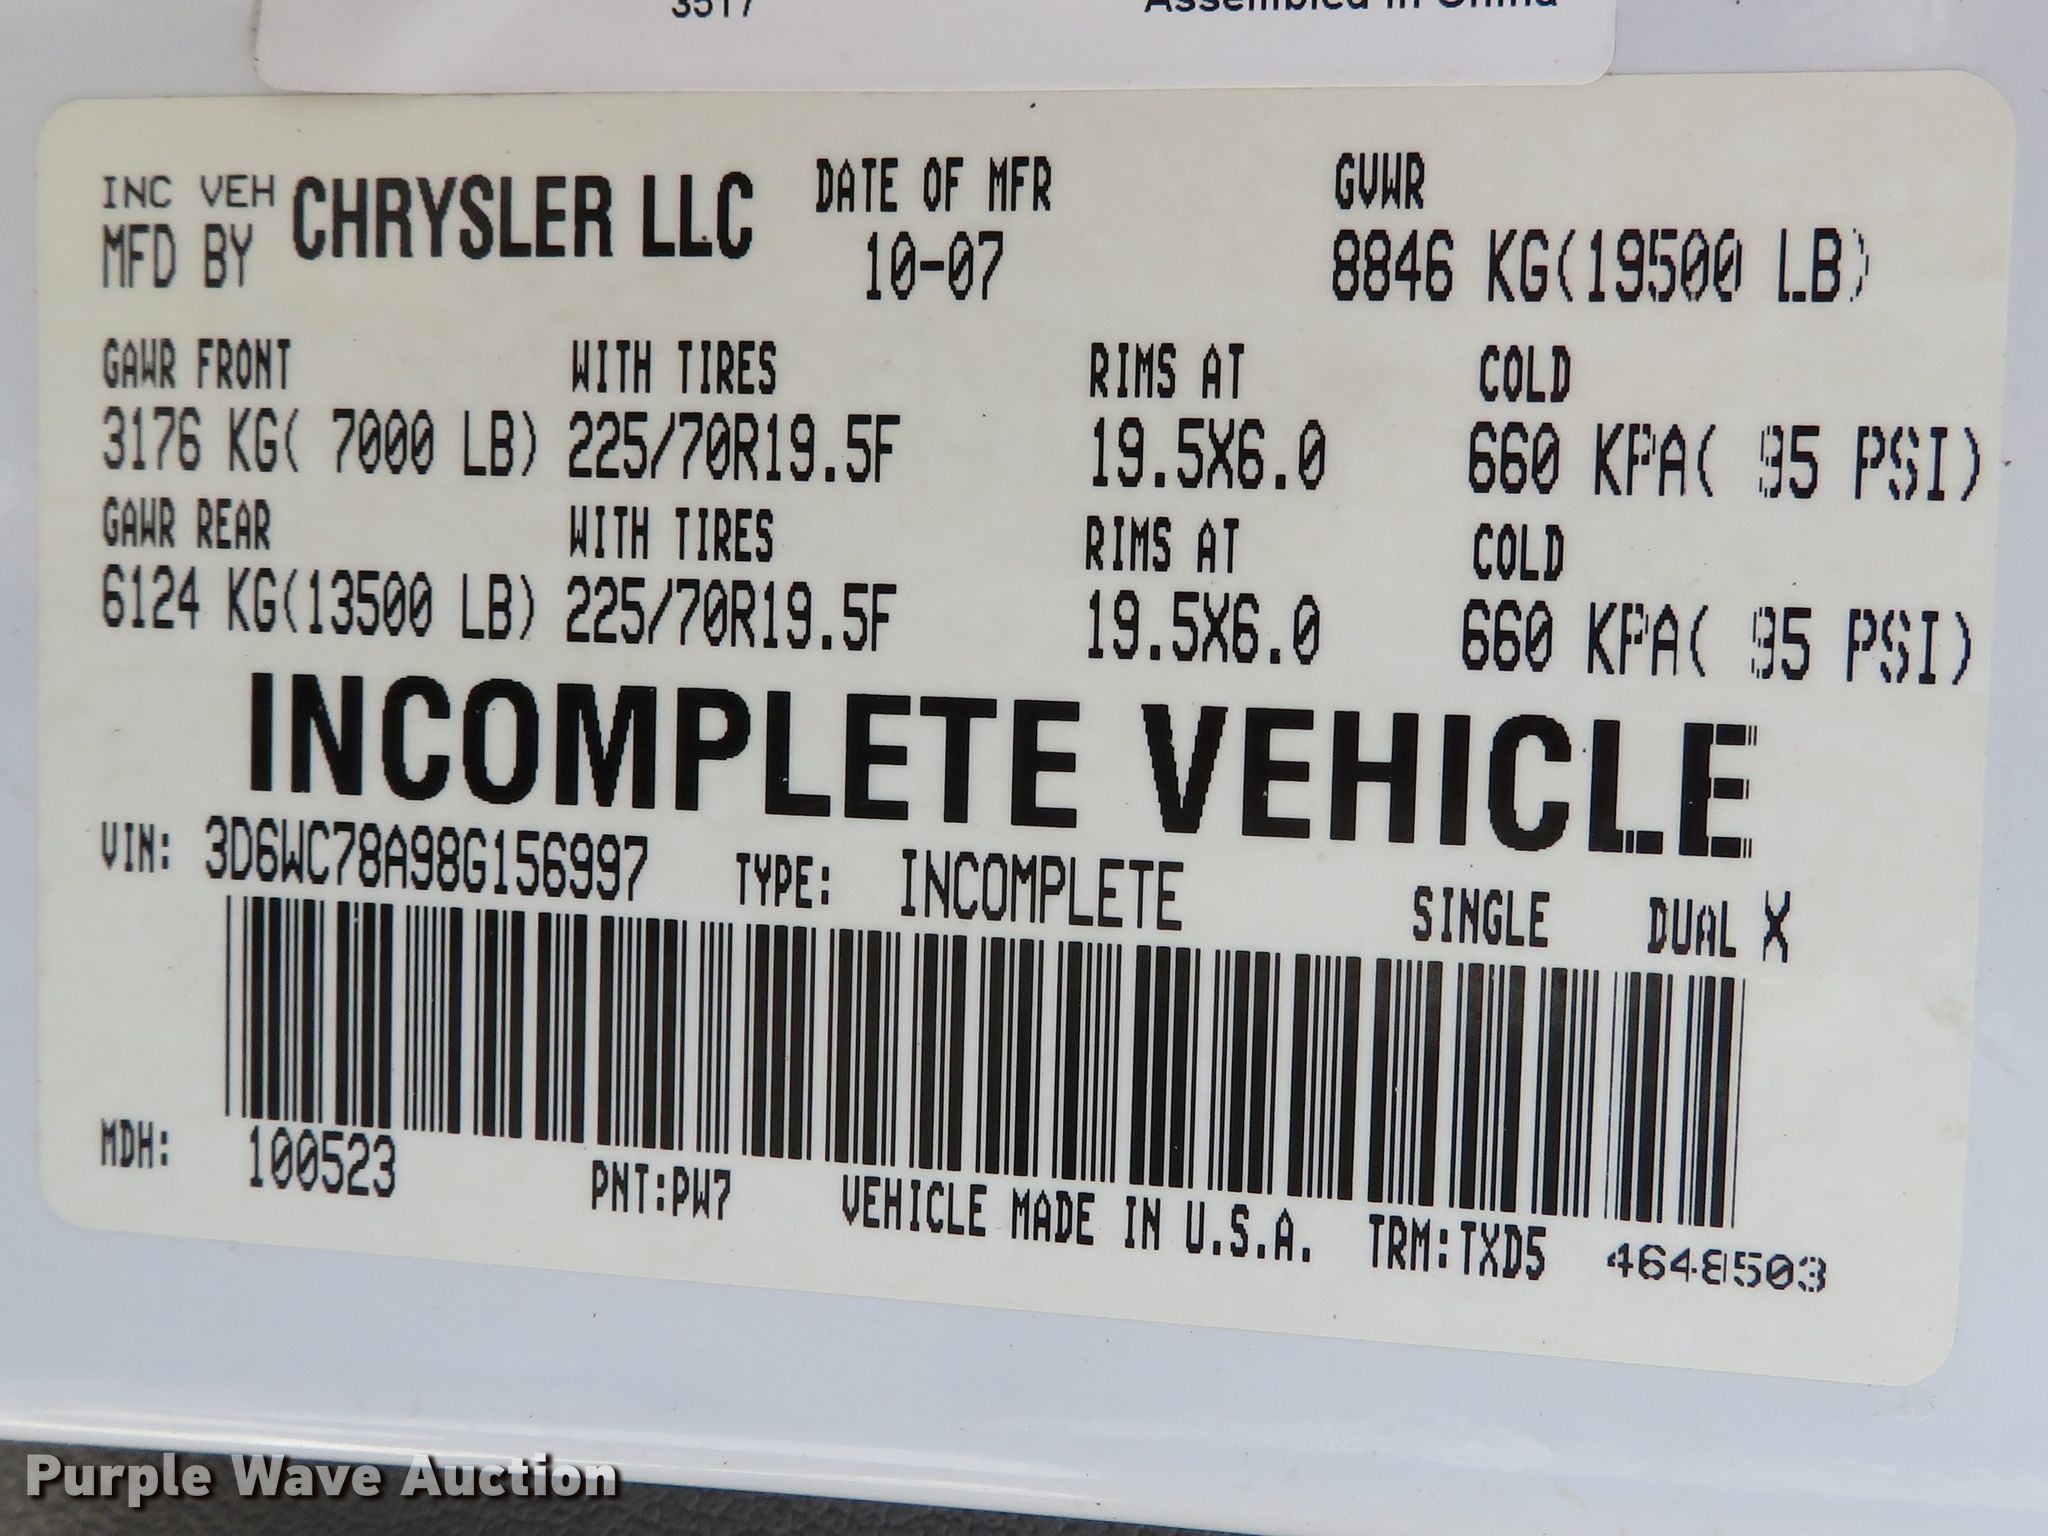 3517 Assembled in China
INC VEH MFD BY CHRYSLER LLC
DATE OF MFR
10-07
GVWR
8846 KG(19500 LB)
GAWR FRONT WITH TIRES RIMS AT COLD
3176 KG( 7000 LB) 225/70R19.5F 19.5X6.0 660 KPA( 95 PSI)
GAWR REAR WITH TIRES RIMS AT COLD
6124 KG(13500 LB) 225/70R19.5F 19.5X6.0 660 KPA( 95 PSI)
INCOMPLETE VEHICLE
VIN: 3D6WC78A98G156997 TYPE: INCOMPLETE SINGLE DUAL X
MDH: 100523 PNT:PW7 VEHICLE MADE IN U.S.A. TRM:TXD5 4648503
Purple Wave Auction